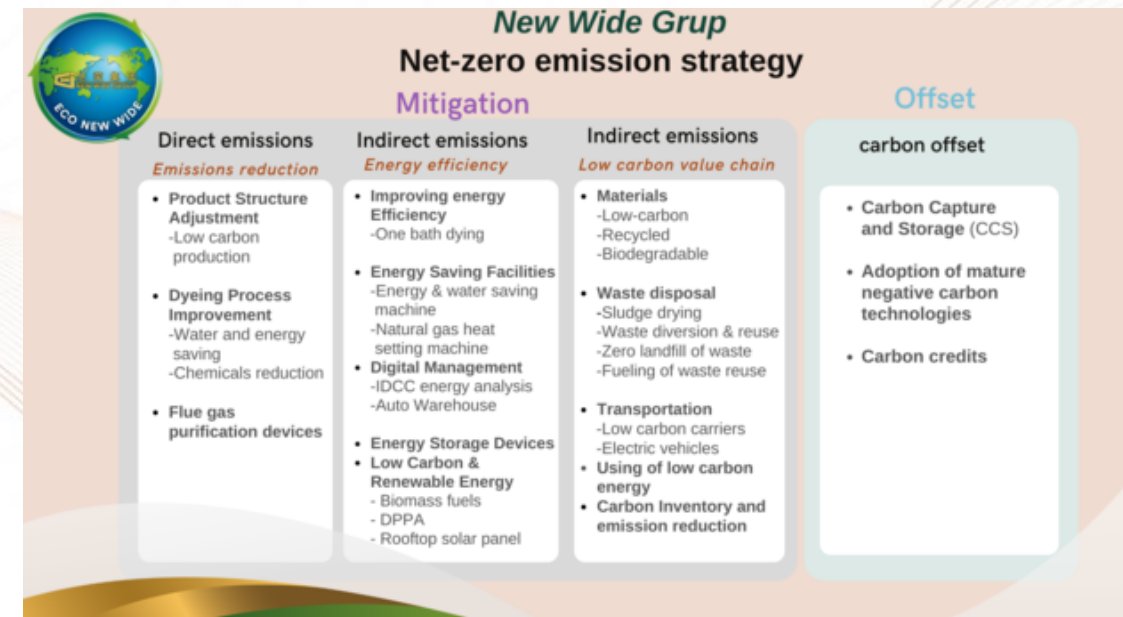 New Wide Grup
Net-zero emission strategy
ECO NEW WIDE
Mitigation
Direct emissions
Emissions reduction
• Product Structure
Adjustment
-Low carbon
production
• Dyeing Process
Improvement
-Water and energy
saving
-Chemicals reduction
• Flue gas
purification devices
Indirect emissions
Energy efficiency
• Improving energy
Efficiency
-One bath dying
• Energy Saving Facilities
-Energy & water saving
machine
-Natural gas heat
setting machine
• Digital Management
-IDCC energy analysis
-Auto Warehouse
• Energy Storage Devices
• Low Carbon &
Renewable Energy
- Biomass fuels
- DPPA
- Rooftop solar panel
Indirect emissions
Low carbon value chain
• Materials
-Low-carbon
-Recycled
-Biodegradable
• Waste disposal
-Sludge drying
-Waste diversion & reuse
-Zero landfill of waste
-Fueling of waste reuse
• Transportation
-Low carbon carriers
-Electric vehicles
• Using of low carbon
energy
• Carbon Inventory and
emission reduction
Offset
carbon offset
• Carbon Capture
and Storage (CCS)
• Adoption of mature
negative carbon
technologies
• Carbon credits